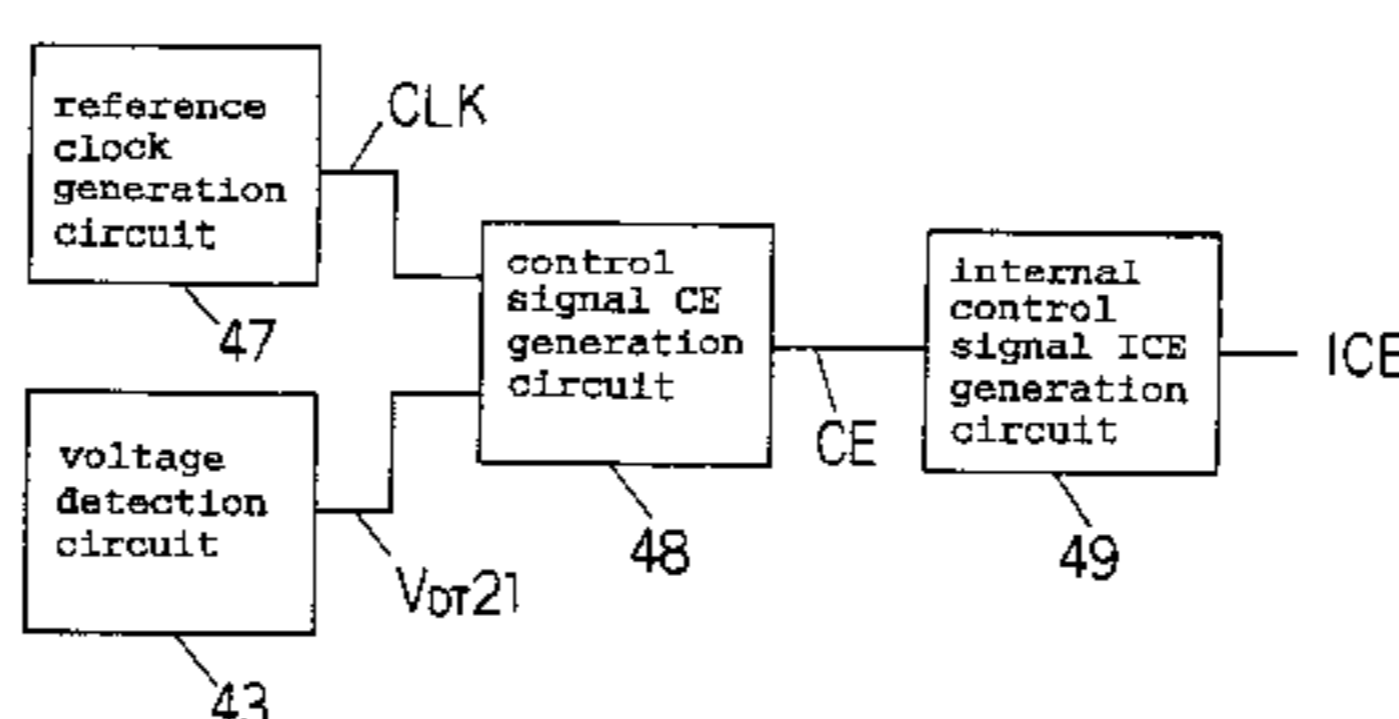 reference
clock
generation
circuit
CLK
47
voltage
detection
circuit
VDT21
43
control
signal CE
generation
circuit
48
CE
internal
control
signal ICE
generation
circuit
49
ICE